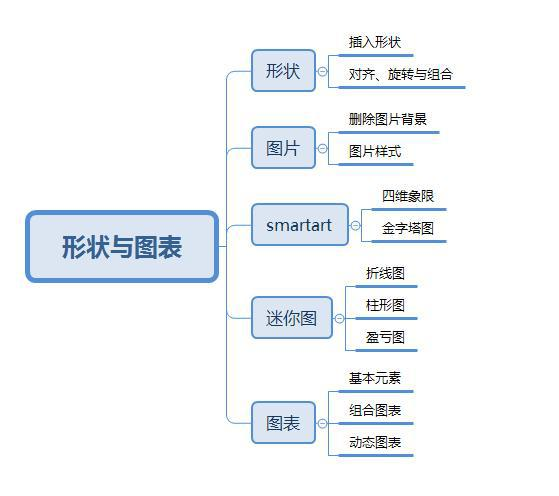 形状与图表
形状
插入形状
对齐、旋转与组合
图片
删除图片背景
图片样式
smartart
四维象限
金字塔图
迷你图
折线图
柱形图
盈亏图
图表
基本元素
组合图表
动态图表